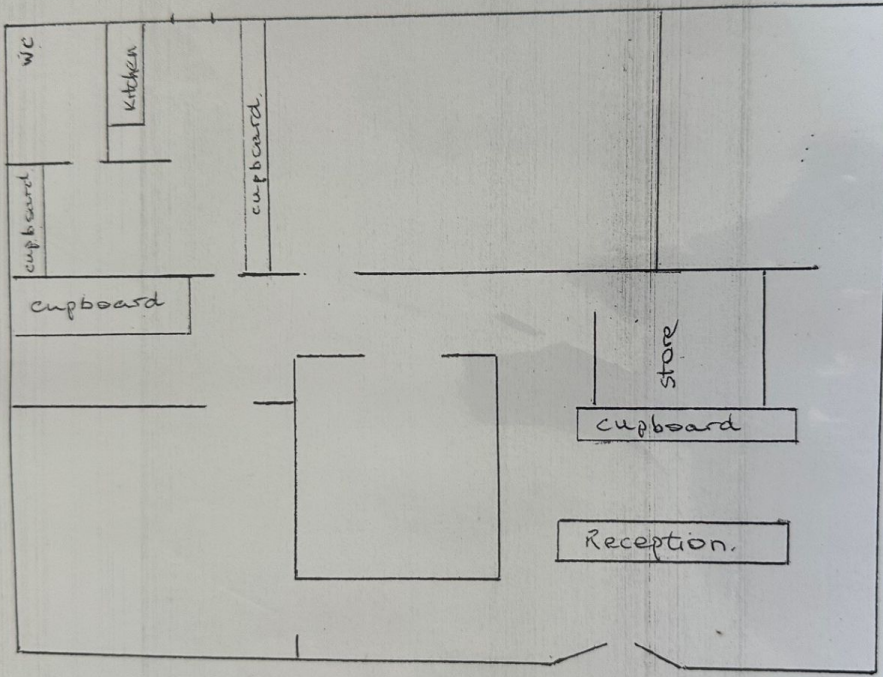 WC
Kitchen
cupboard.
cupboard
cupboard
store
cupboard
Reception.